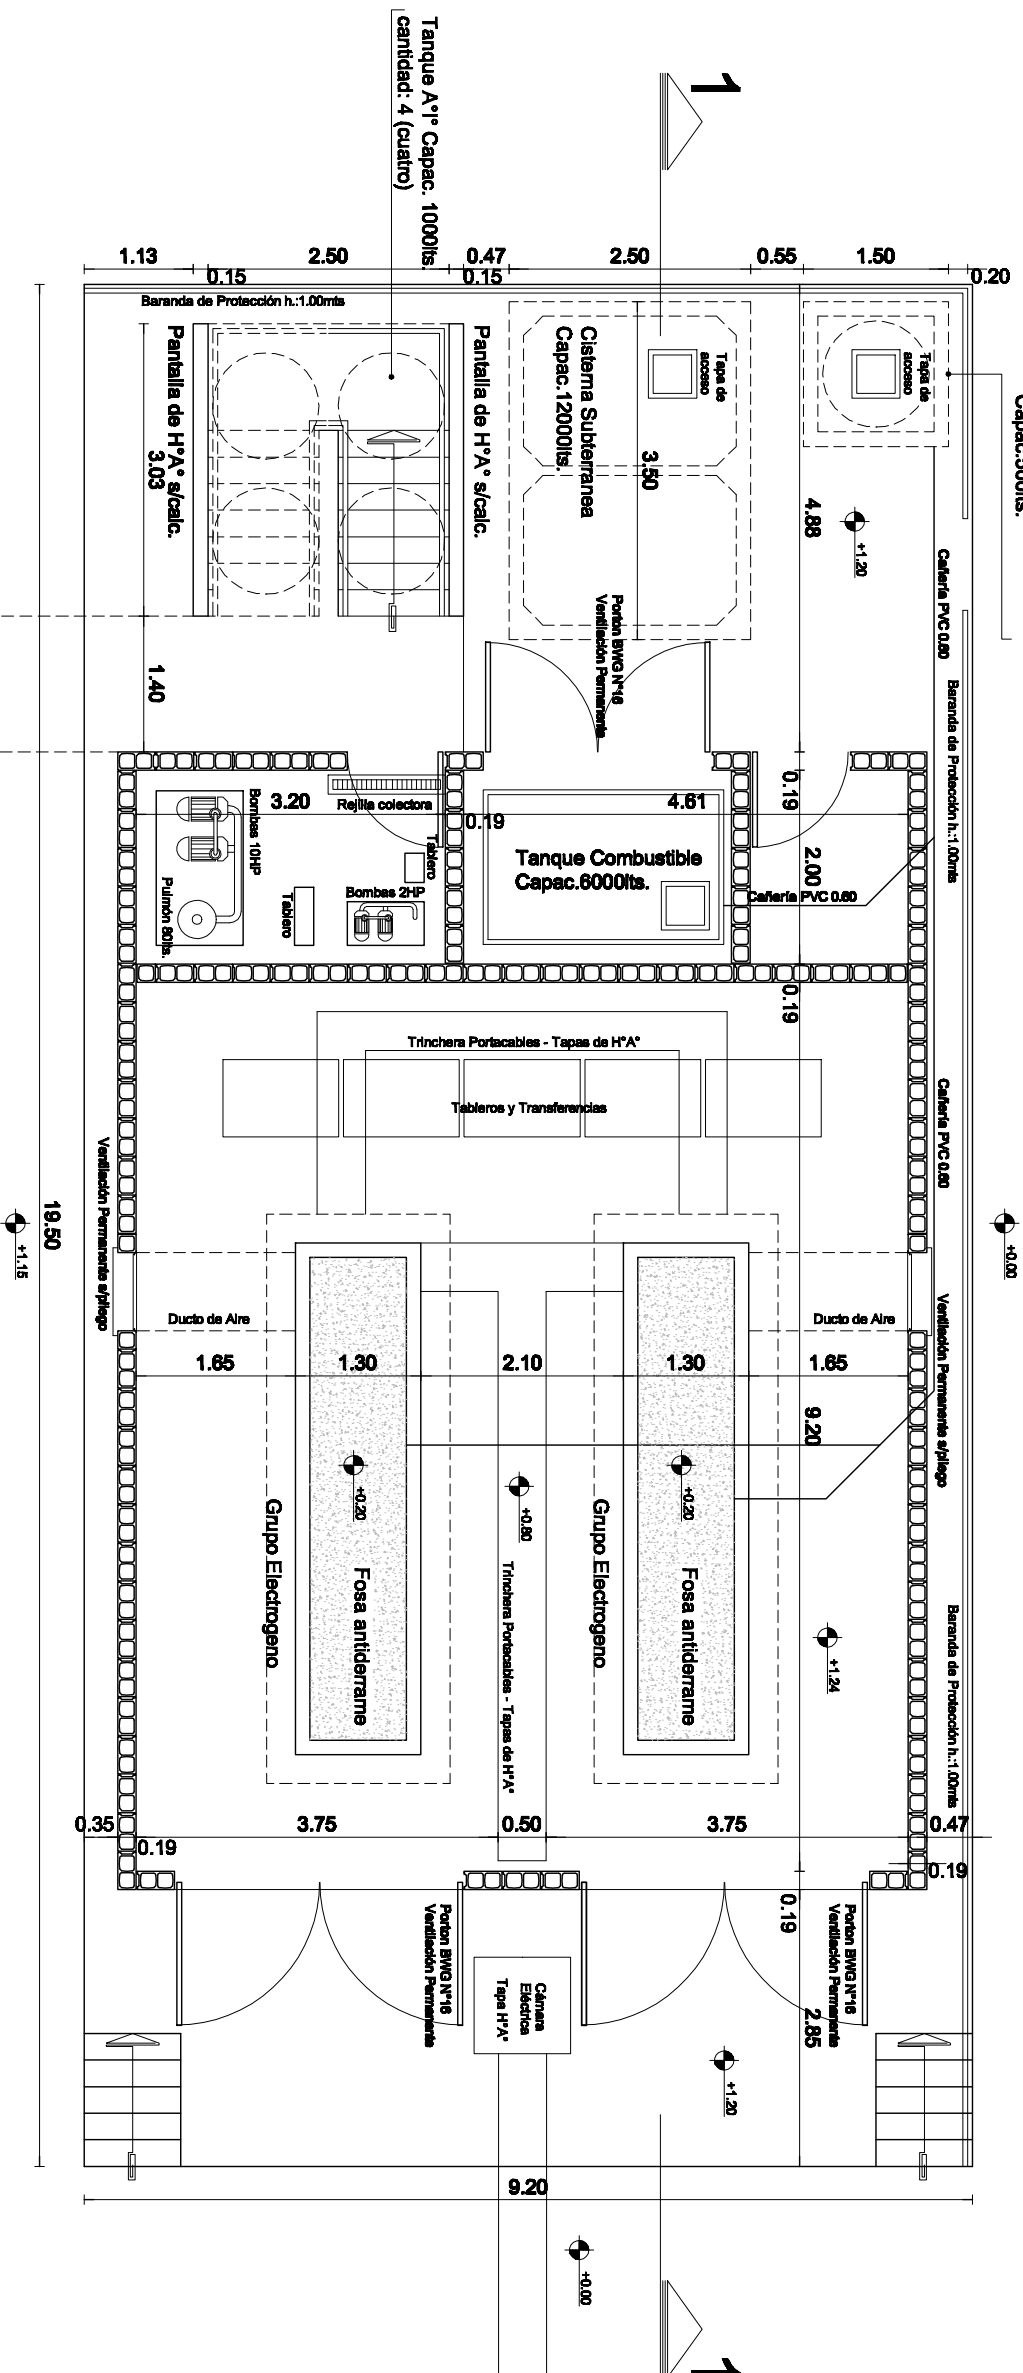 1
Tanque A°I° Capac. 1000lts.
cantidad: 4 (cuatro)
Capac.500lts.
1.13
0.15
2.50
0.15
0.47
2.50
0.55
1.50
0.20
Baranda de Protección h.:1.00mts
Pantalla de H°A° s/calc.
3.03
Pantalla de H°A° s/calc.
Cisterna Subterranea
Capac.12000lts.
Tapa de
acceso
3.50
Tapa de
acceso
4.88
+1.20
Cañería PVC 0.60
Baranda de Protección h.:1.00mts
Porton BWG N°16
Ventilación Permanente
1.40
3.20
Rejilla colectora
0.19
4.61
0.19
2.00
Bombas 10HP
Pulmón 80lts.
Tablero
Tablero
Bombas 2HP
Tanque Combustible
Capac.6000lts.
Cañería PVC 0.60
0.19
Trinchera Portacables - Tapas de H°A°
Tableros y Transferencias
Cañería PVC 0.60
Ventilación Permanente s/pliego
19.50
+1.15
+0.00
Ventilación Permanente s/pliego
Ducto de Aire
Ducto de Aire
1.65
1.30
2.10
1.30
1.65
9.20
+0.20
+0.80
+0.20
Grupo Electrogeno
Fosa antiderrame
Trinchera Portacables - Tapas de H°A°
Grupo Electrogeno
Fosa antiderrame
+1.24
Baranda de Protección h.:1.00mts
0.35
0.19
3.75
0.50
3.75
0.47
0.19
0.19
Porton BWG N°16
Ventilación Permanente
Cámara
Eléctrica
Tapa H°A°
Porton BWG N°16
Ventilación Permanente
2.85
+1.20
9.20
+0.00
1